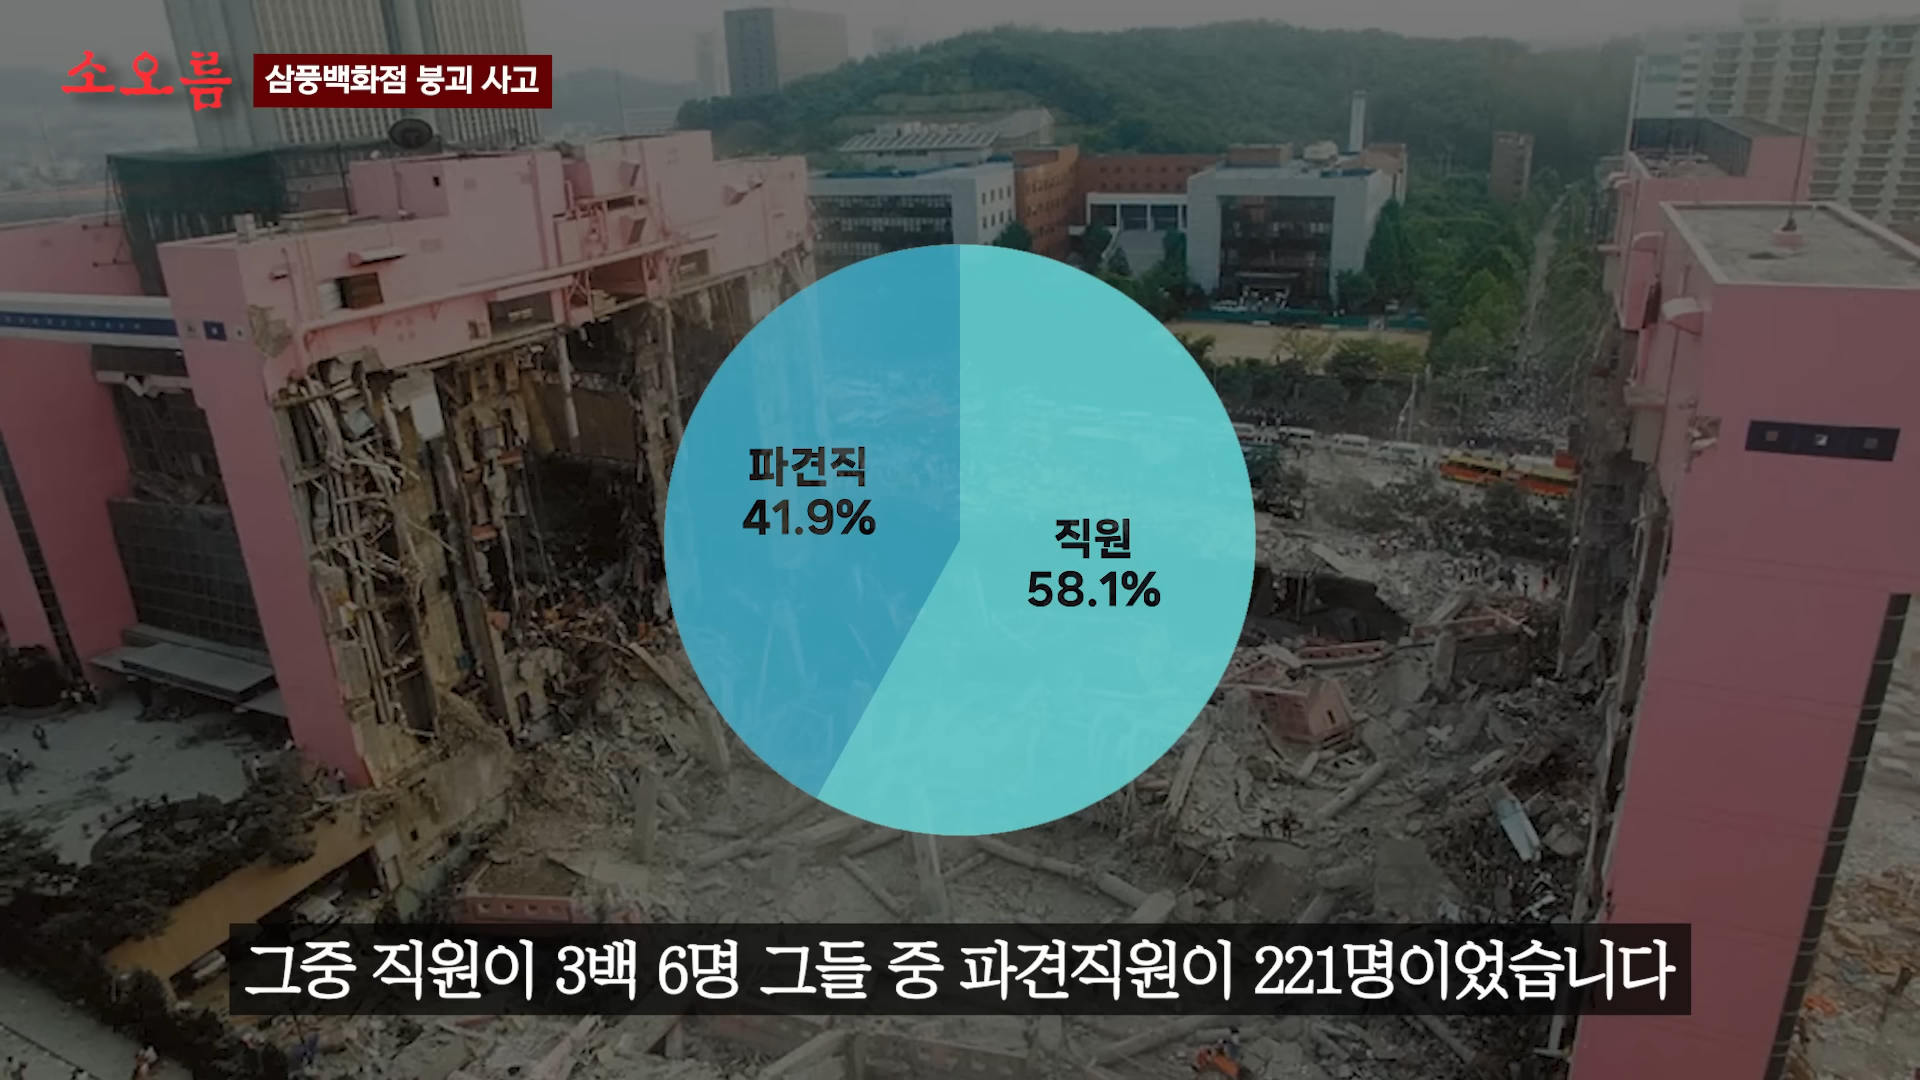 소오름
삼풍백화점 붕괴 사고
파견직
41.9%
직원
58.1%
그중 직원이 3백 6명 그들 중 파견직원이 221명이었습니다